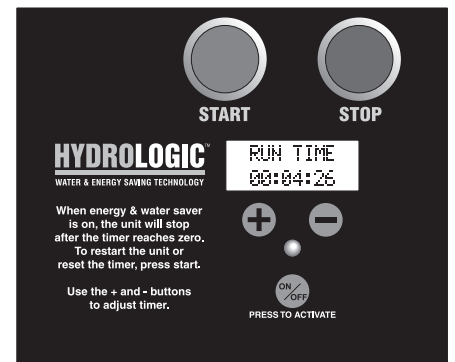 START
STOP
HYDROLOGIC™
WATER & ENERGY SAVING TECHNOLOGY
RUN TIME
00:04:26
When energy & water saver
is on, the unit will stop
after the timer reaches zero.
To restart the unit or
reset the timer, press start.
Use the + and - buttons
to adjust timer.
+
-
ON/OFF
PRESS TO ACTIVATE